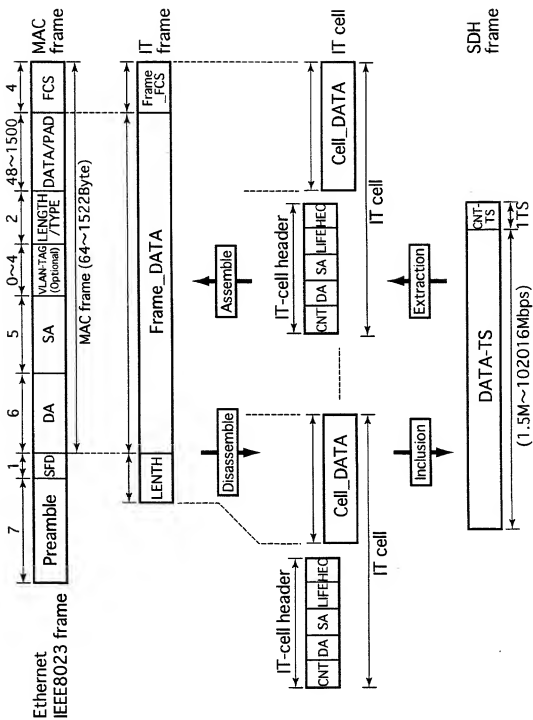 Ethernet
IEEE8023 frame
7
1
6
5
0~4
2
48~1500
4
MAC
frame
Preamble
SFD
DA
SA
VLAN-TAG
(Optional)
LENGTH
/TYPE
DATA/PAD
FCS
MAC frame (64~1522Byte)
IT
frame
LENTH
Frame_DATA
Frame
_FCS
Disassemble
Assemble
IT-cell header
CNT DA SA LIFE HEC
Cell_DATA
IT cell
IT-cell header
CNT DA SA LIFE HEC
Cell_DATA
IT cell
IT cell
Inclusion
Extraction
DATA-TS
CNT-
TS
1TS
(1.5M~102016Mbps)
SDH
frame